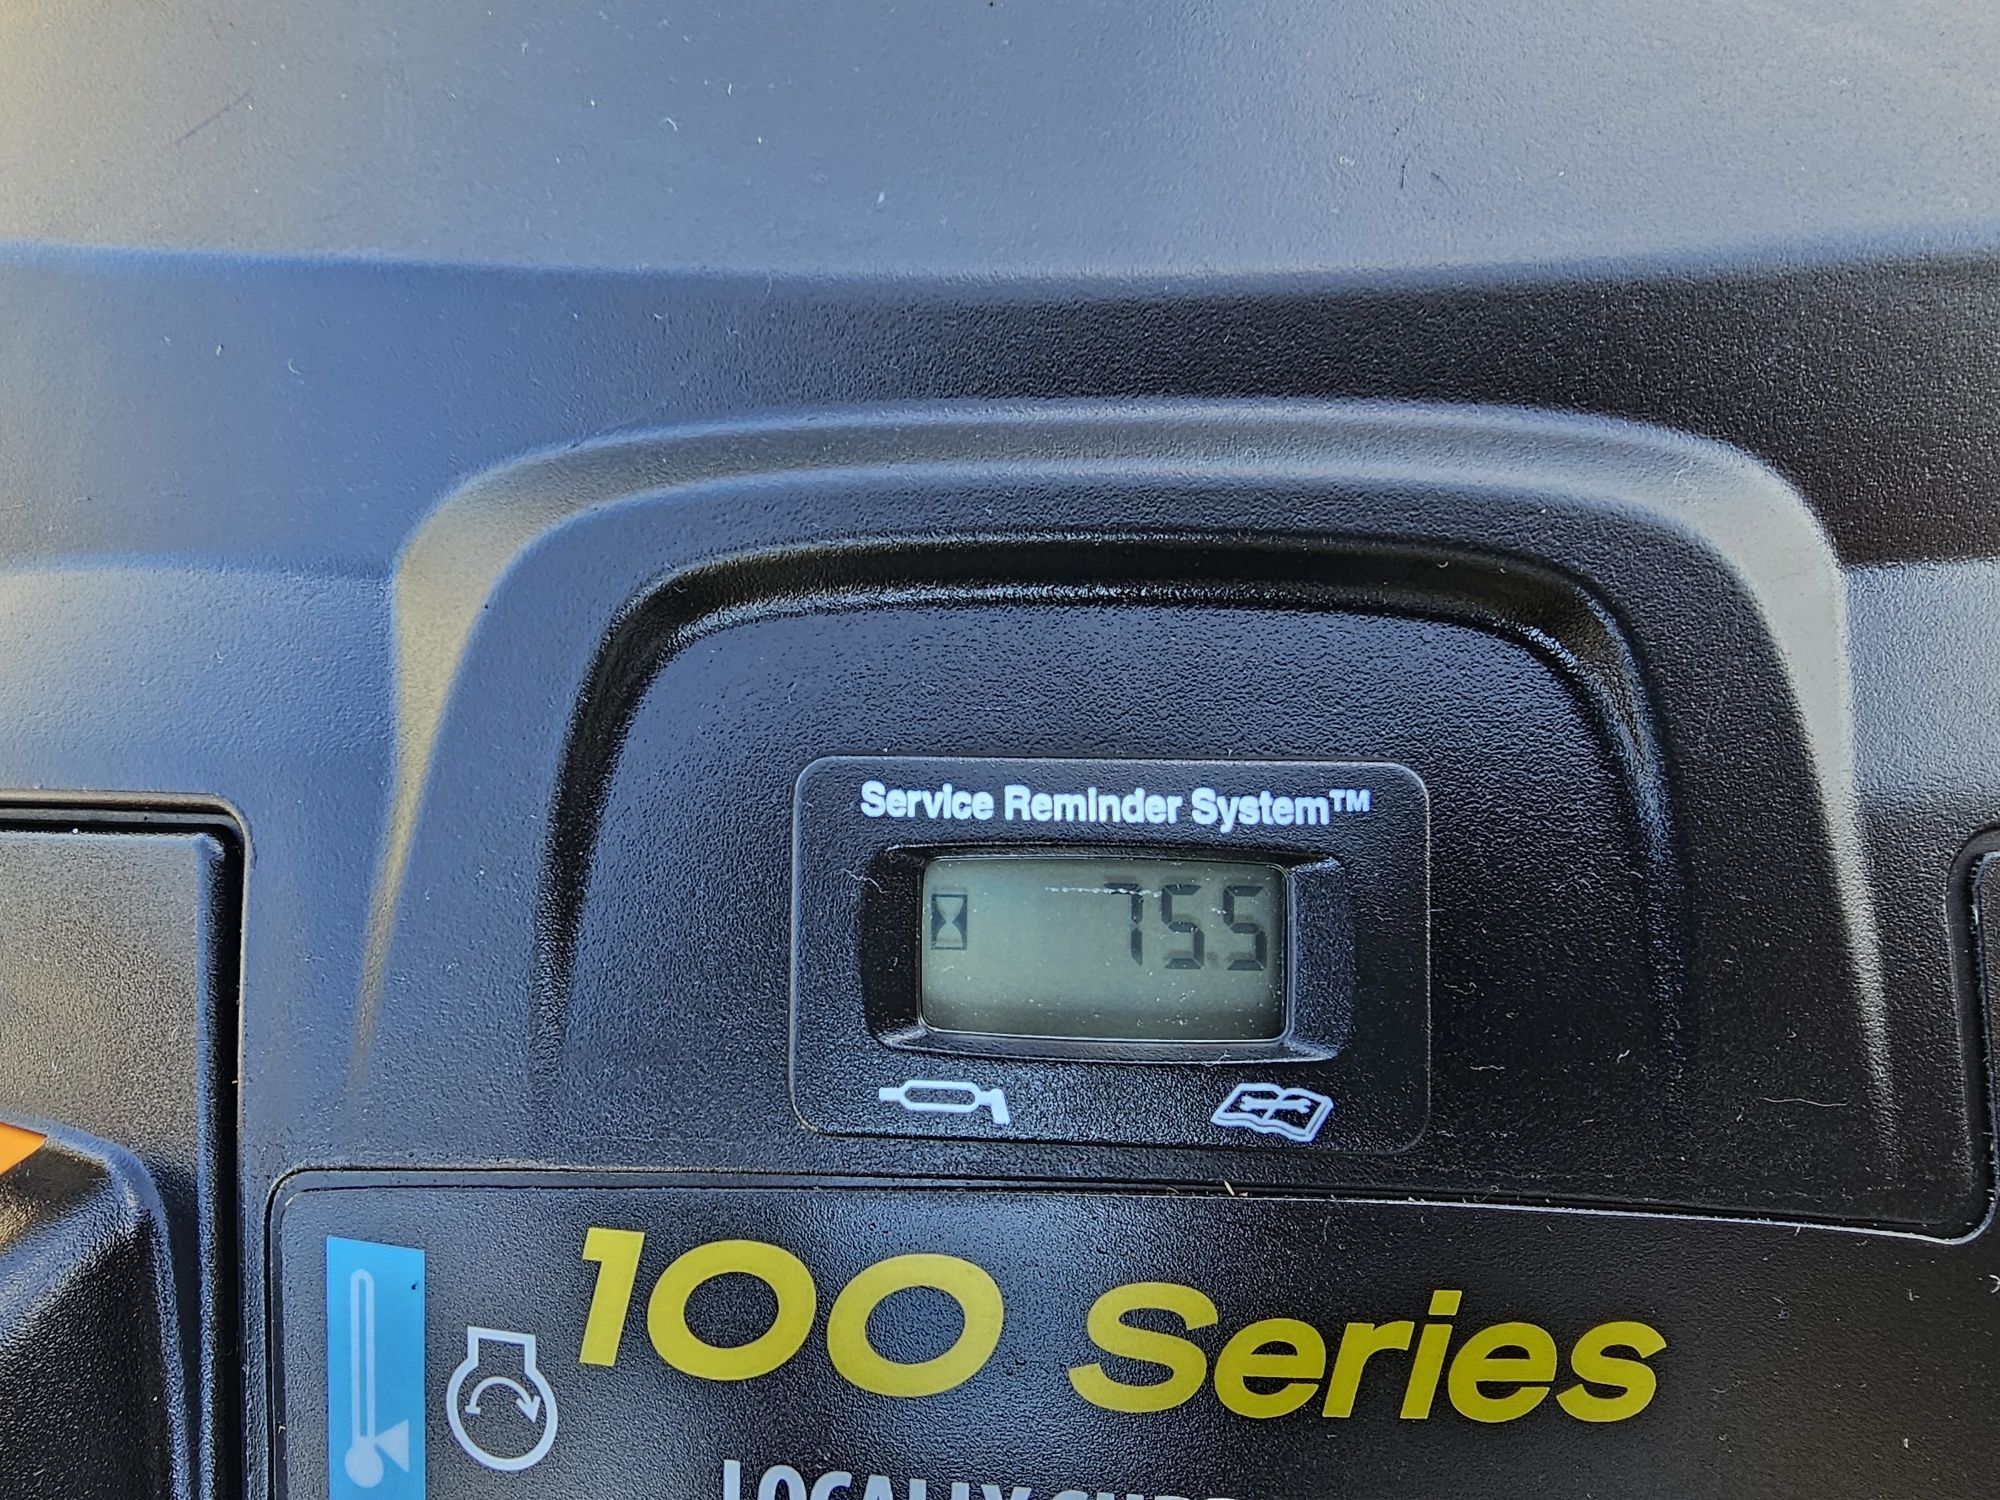 Service Reminder System™
75.5
100 Series